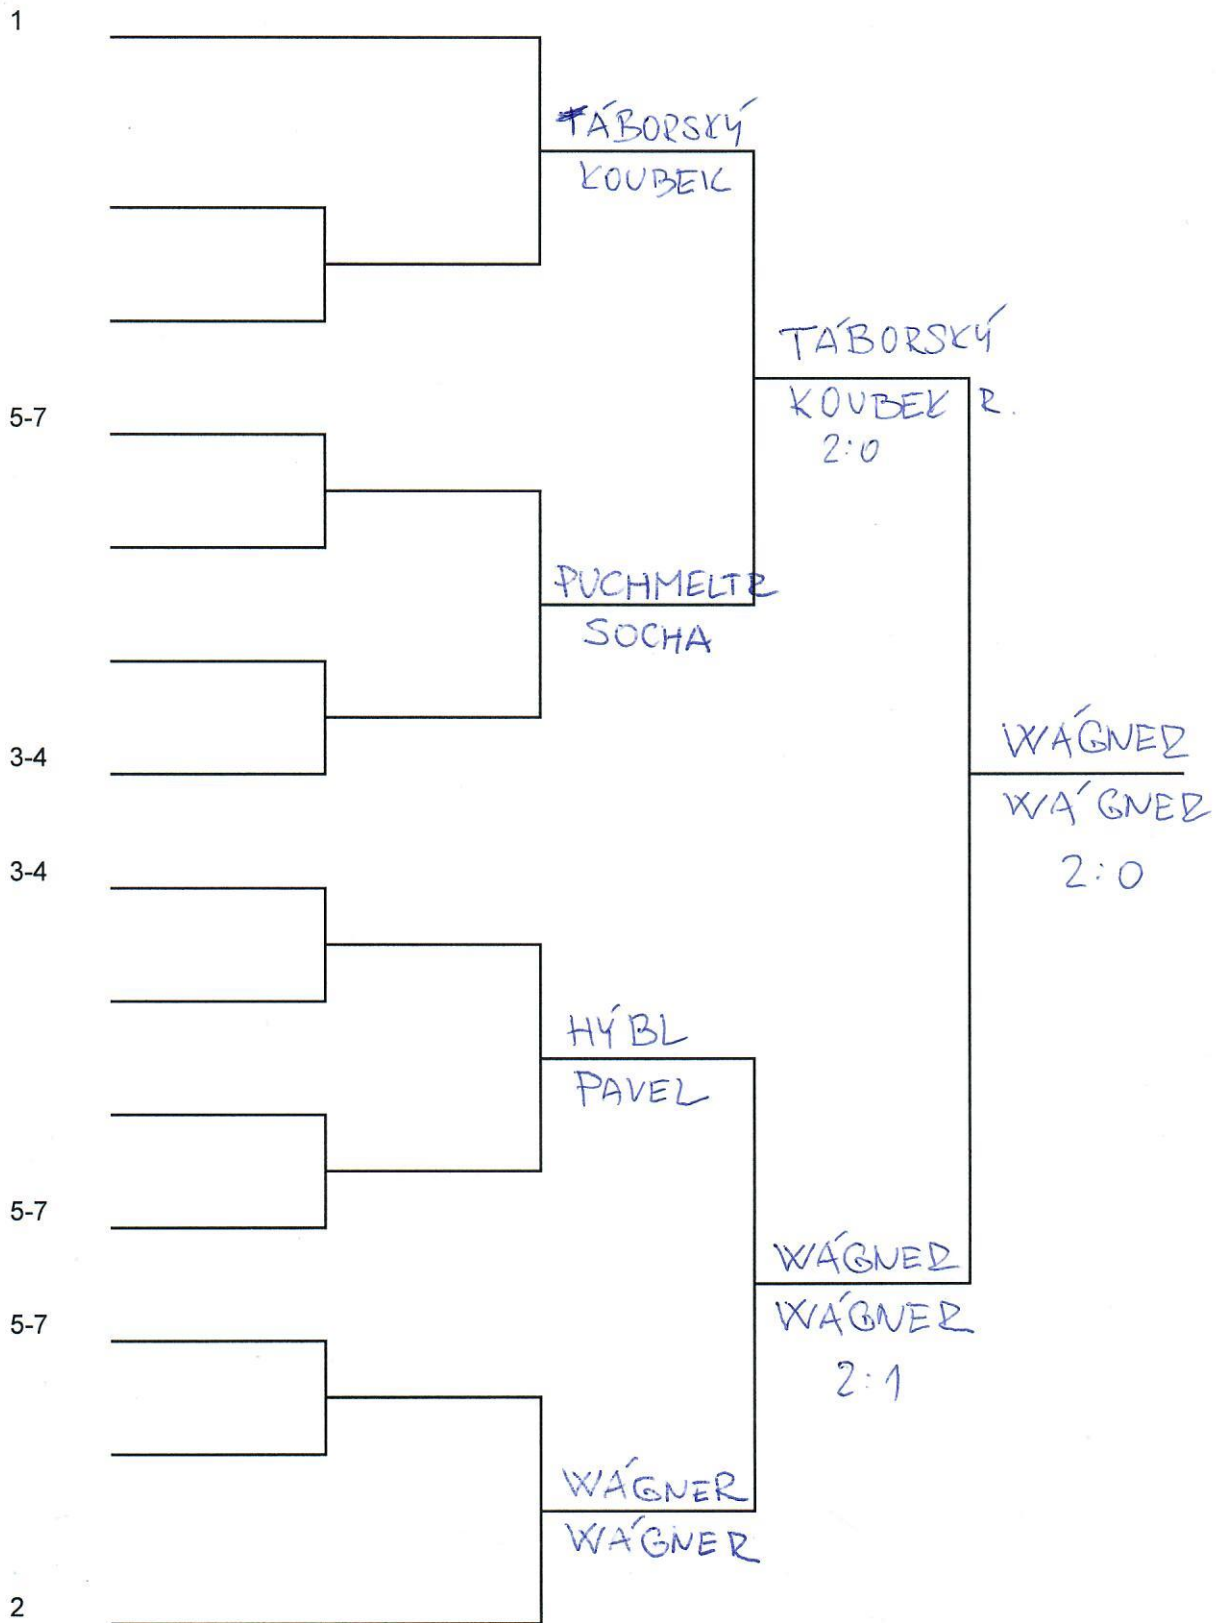 1
TÁBORSKÝ
KOUBEK
TÁBORSKÝ
KOUBEK R.
2:0
5-7
PUCHMELTR
SOCHA
3-4
WÁGNER
WÁGNER
2:0
3-4
HÝBL
PAVEL
5-7
WÁGNER
WÁGNER
2:1
5-7
WÁGNER
WÁGNER
2